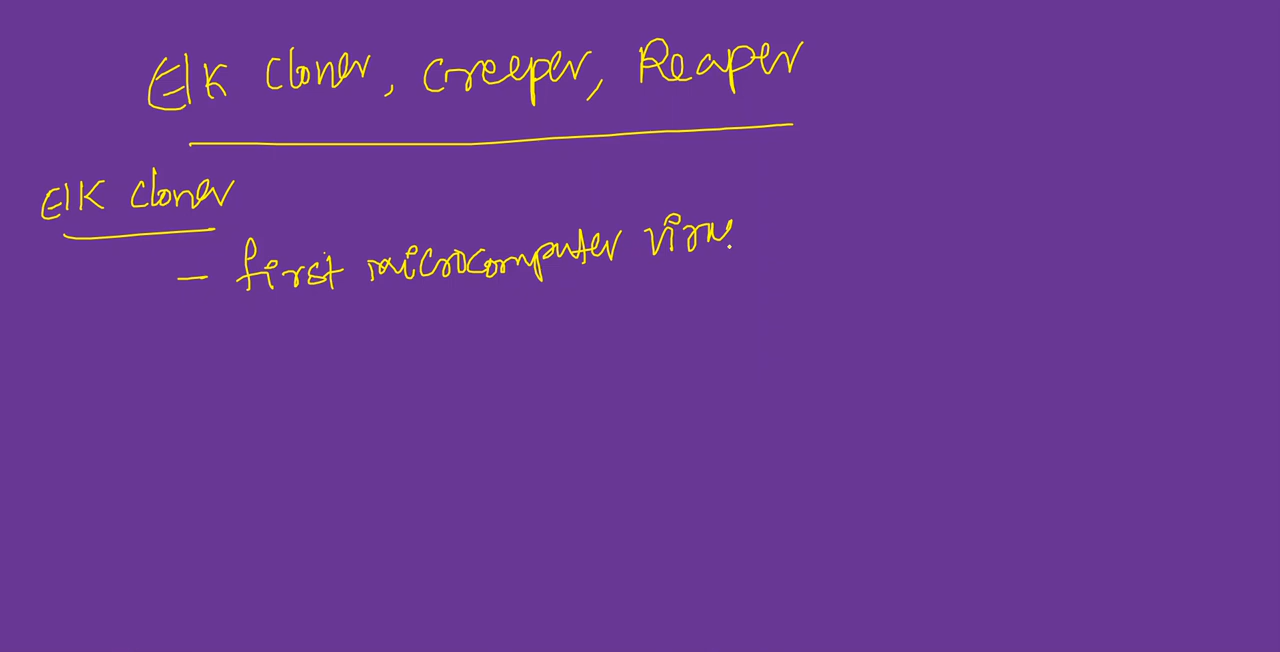 Elk Cloner, Creeper, Reaper
Elk Cloner
- first microcomputer virus